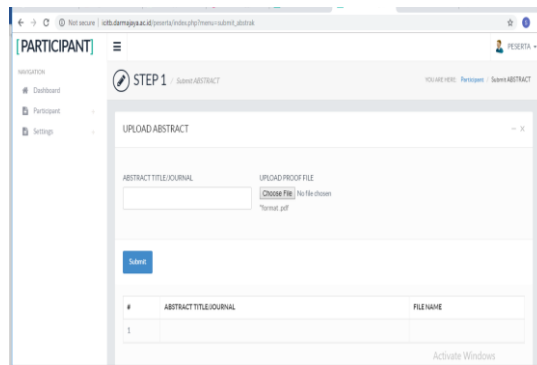 Not secure | icitb.darmajaya.ac.id/peserta/index.php?menu=submit_abstrak
[PARTICIPANT]
PESERTA
NAVIGATION
Dashboard
Participant
Settings
STEP 1 / Submit ABSTRACT
YOU ARE HERE: Participant / Submit ABSTRACT
UPLOAD ABSTRACT
ABSTRACT TITLE/JOURNAL
UPLOAD PROOF FILE
Choose File No file chosen
*format .pdf
Submit
# ABSTRACT TITLE/JOURNAL FILE NAME
1
Activate Windows